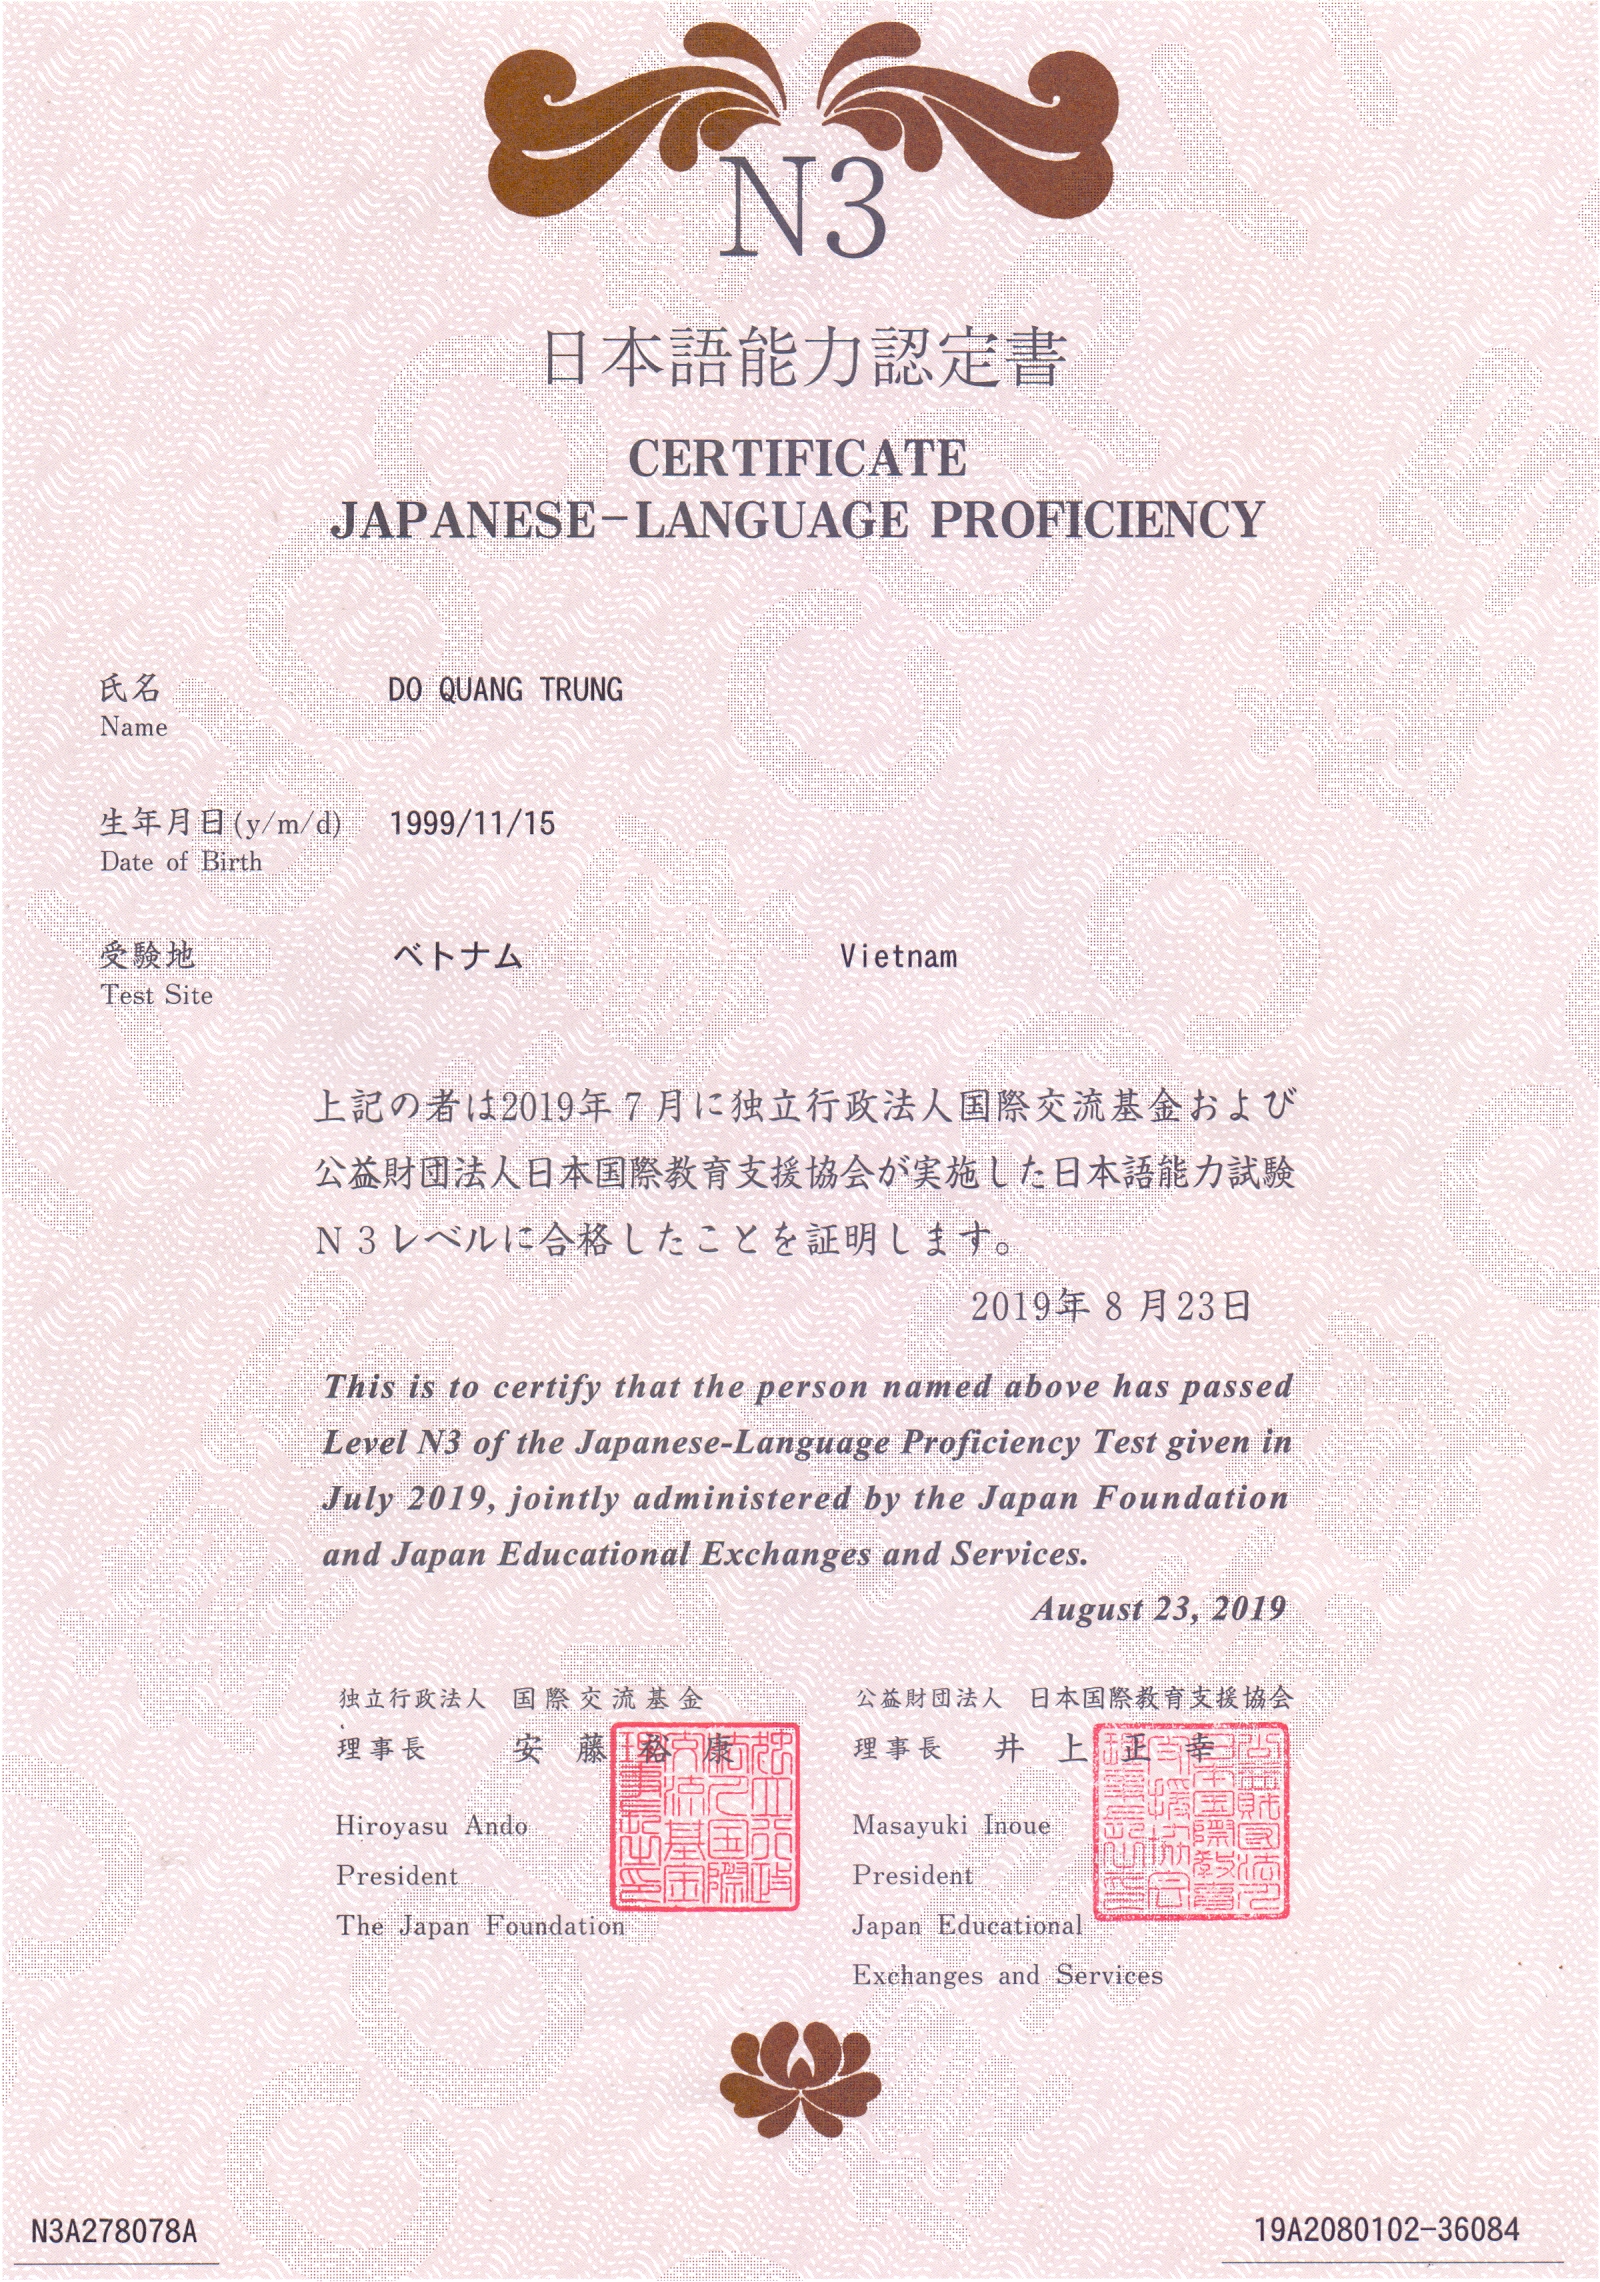 N3
日本語能力認定書
CERTIFICATE
JAPANESE-LANGUAGE PROFICIENCY
氏名 DO QUANG TRUNG
Name
生年月日(y/m/d) 1999/11/15
Date of Birth
受験地 ベトナム Vietnam
Test Site
上記の者は2019年7月に独立行政法人国際交流基金および
公益財団法人日本国際教育支援協会が実施した日本語能力試験
N3レベルに合格したことを証明します。
2019年8月23日
This is to certify that the person named above has passed
Level N3 of the Japanese-Language Proficiency Test given in
July 2019, jointly administered by the Japan Foundation
and Japan Educational Exchanges and Services.
August 23, 2019
独立行政法人 国際交流基金
理事長 安藤裕康
Hiroyasu Ando
President
The Japan Foundation
公益財団法人 日本国際教育支援協会
理事長 井上正幸
Masayuki Inoue
President
Japan Educational
Exchanges and Services
N3A278078A
19A2080102-36084